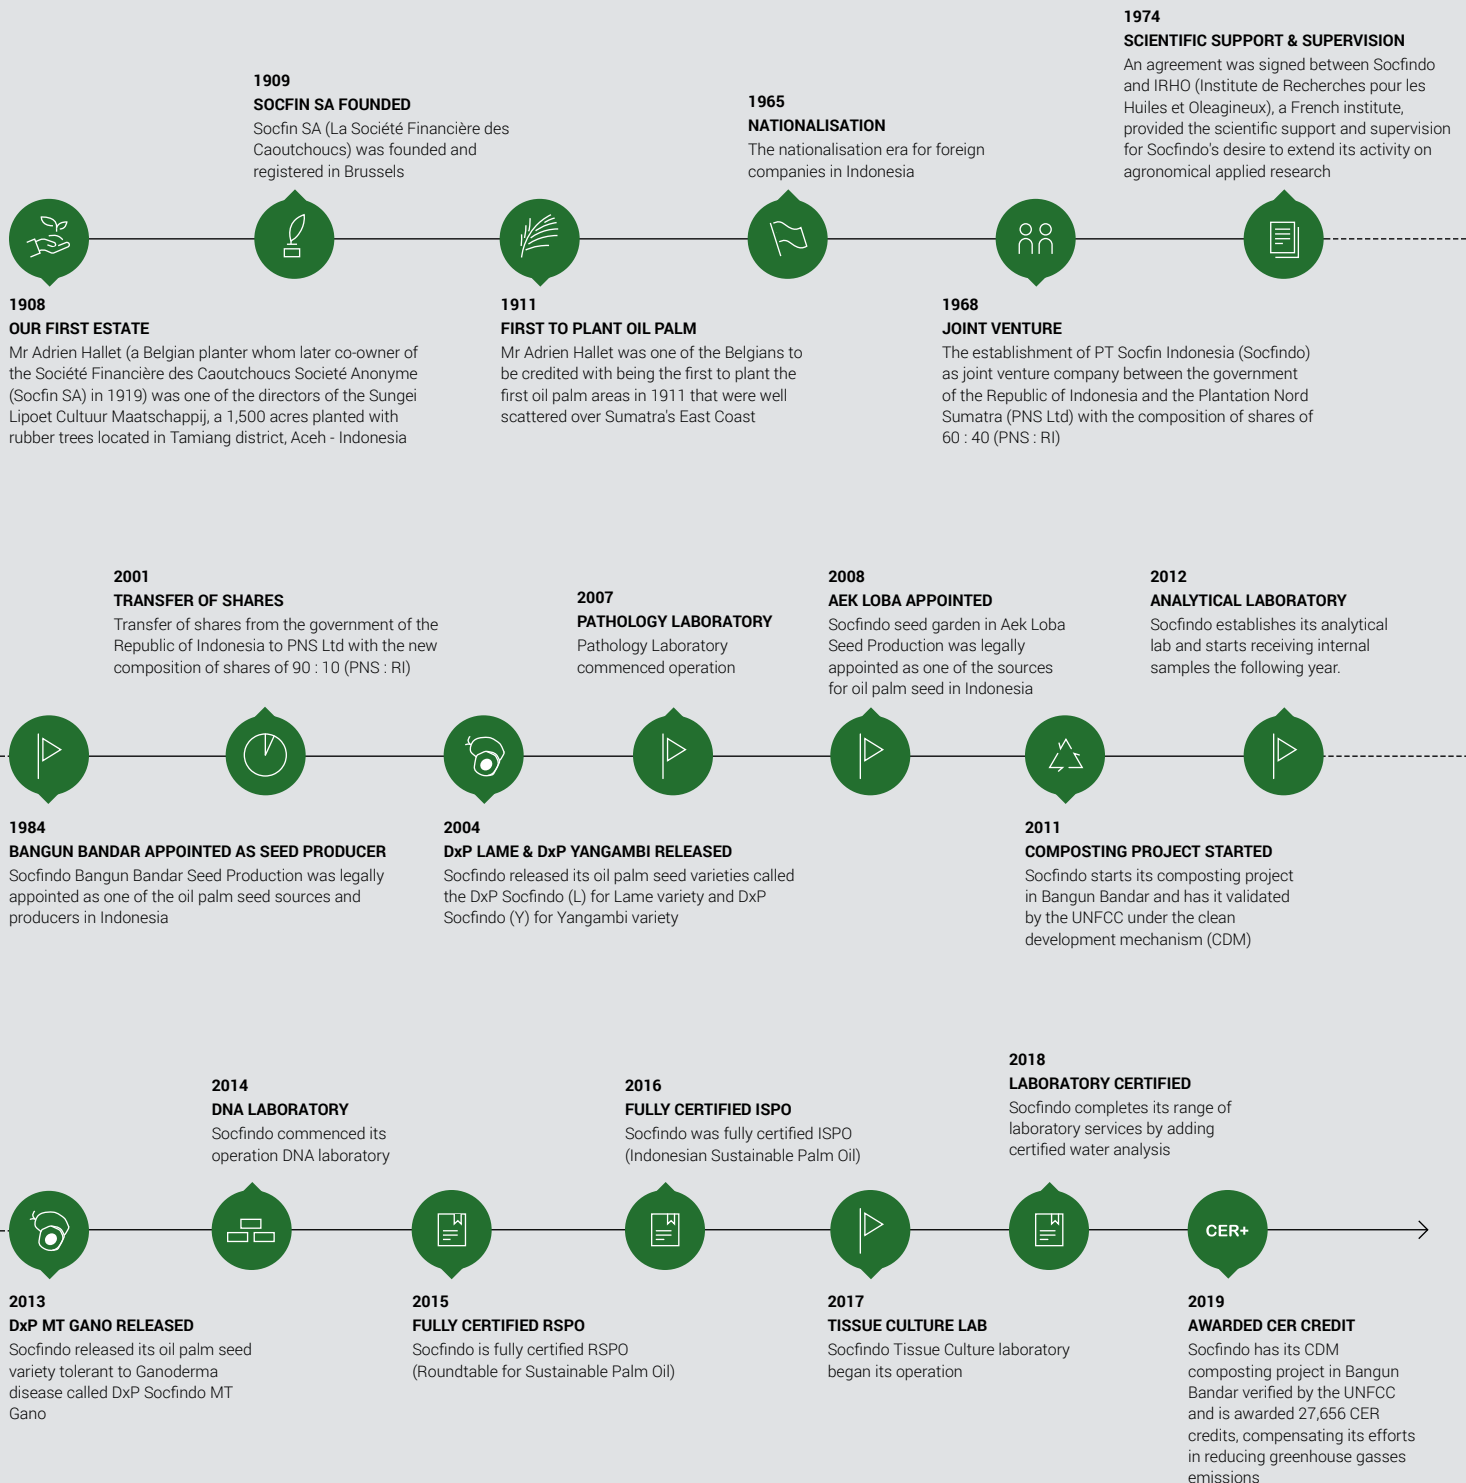 1908
OUR FIRST ESTATE
Mr Adrien Hallet (a Belgian planter whom later co-owner of
the Société Financière des Caoutchoucs Societé Anonyme
(Socfin SA) in 1919) was one of the directors of the Sungei
Lipoet Cultuur Maatschappij, a 1,500 acres planted with
rubber trees located in Tamiang district, Aceh - Indonesia
1909
SOCFIN SA FOUNDED
Socfin SA (La Société Financière des
Caoutchoucs) was founded and
registered in Brussels
1911
FIRST TO PLANT OIL PALM
Mr Adrien Hallet was one of the Belgians to
be credited with being the first to plant the
first oil palm areas in 1911 that were well
scattered over Sumatra's East Coast
1965
NATIONALISATION
The nationalisation era for foreign
companies in Indonesia
1968
JOINT VENTURE
The establishment of PT Socfin Indonesia (Socfindo)
as joint venture company between the government
of the Republic of Indonesia and the Plantation Nord
Sumatra (PNS Ltd) with the composition of shares of
60 : 40 (PNS : RI)
1974
SCIENTIFIC SUPPORT & SUPERVISION
An agreement was signed between Socfindo
and IRHO (Institute de Recherches pour les
Huiles et Oleagineux), a French institute,
provided the scientific support and supervision
for Socfindo's desire to extend its activity on
agronomical applied research
1984
BANGUN BANDAR APPOINTED AS SEED PRODUCER
Socfindo Bangun Bandar Seed Production was legally
appointed as one of the oil palm seed sources and
producers in Indonesia
2001
TRANSFER OF SHARES
Transfer of shares from the government of the
Republic of Indonesia to PNS Ltd with the new
composition of shares of 90 : 10 (PNS : RI)
2004
DxP LAME & DxP YANGAMBI RELEASED
Socfindo released its oil palm seed varieties called
the DxP Socfindo (L) for Lame variety and DxP
Socfindo (Y) for Yangambi variety
2007
PATHOLOGY LABORATORY
Pathology Laboratory
commenced operation
2008
AEK LOBA APPOINTED
Socfindo seed garden in Aek Loba
Seed Production was legally
appointed as one of the sources
for oil palm seed in Indonesia
2011
COMPOSTING PROJECT STARTED
Socfindo starts its composting project
in Bangun Bandar and has it validated
by the UNFCC under the clean
development mechanism (CDM)
2012
ANALYTICAL LABORATORY
Socfindo establishes its analytical
lab and starts receiving internal
samples the following year.
2013
DxP MT GANO RELEASED
Socfindo released its oil palm seed
variety tolerant to Ganoderma
disease called DxP Socfindo MT
Gano
2014
DNA LABORATORY
Socfindo commenced its
operation DNA laboratory
2015
FULLY CERTIFIED RSPO
Socfindo is fully certified RSPO
(Roundtable for Sustainable Palm Oil)
2016
FULLY CERTIFIED ISPO
Socfindo was fully certified ISPO
(Indonesian Sustainable Palm Oil)
2017
TISSUE CULTURE LAB
Socfindo Tissue Culture laboratory
began its operation
2018
LABORATORY CERTIFIED
Socfindo completes its range of
laboratory services by adding
certified water analysis
CER+
2019
AWARDED CER CREDIT
Socfindo has its CDM
composting project in Bangun
Bandar verified by the UNFCC
and is awarded 27,656 CER
credits, compensating its efforts
in reducing greenhouse gasses
emissions